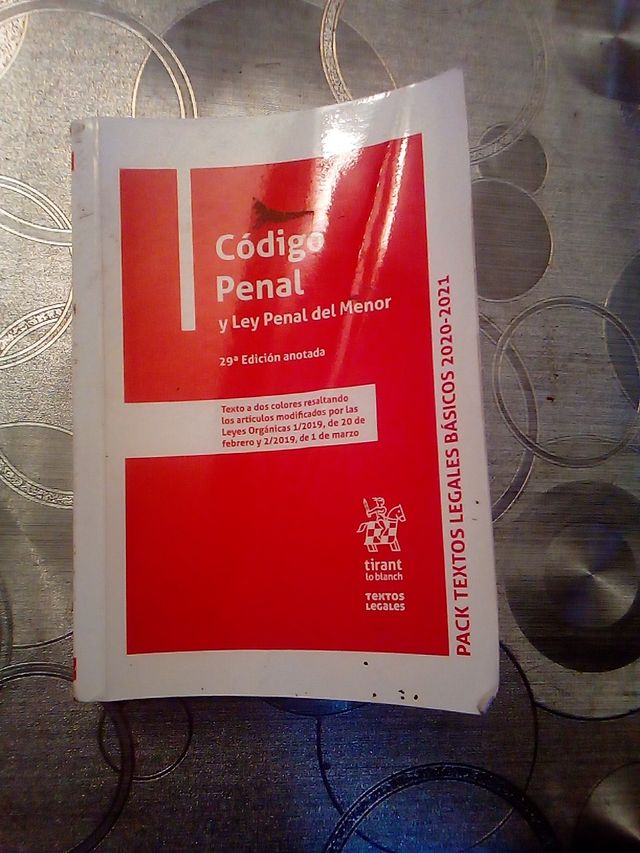 Código
Penal
y Ley Penal del Menor
29ª Edición anotada
Texto a dos colores resaltando
los artículos modificados por las
Leyes Orgánicas 1/2019, de 20 de
febrero y 2/2019, de 1 de marzo
tirant
lo blanch
TEXTOS
LEGALES
PACK TEXTOS LEGALES BÁSICOS 2020-2021